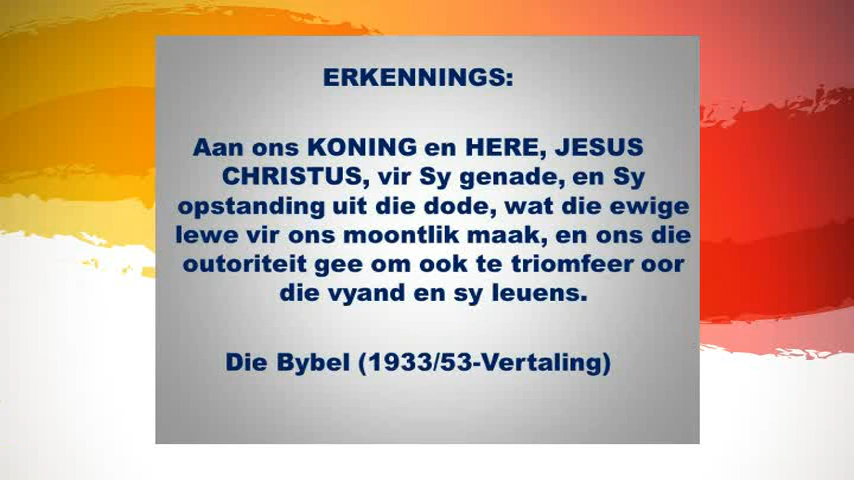 ERKENNINGS:
Aan ons KONING en HERE, JESUS
CHRISTUS, vir Sy genade, en Sy
opstanding uit die dode, wat die ewige
lewe vir ons moontlik maak, en ons die
outoriteit gee om ook te triomfeer oor
die vyand en sy leuens.
Die Bybel (1933/53-Vertaling)